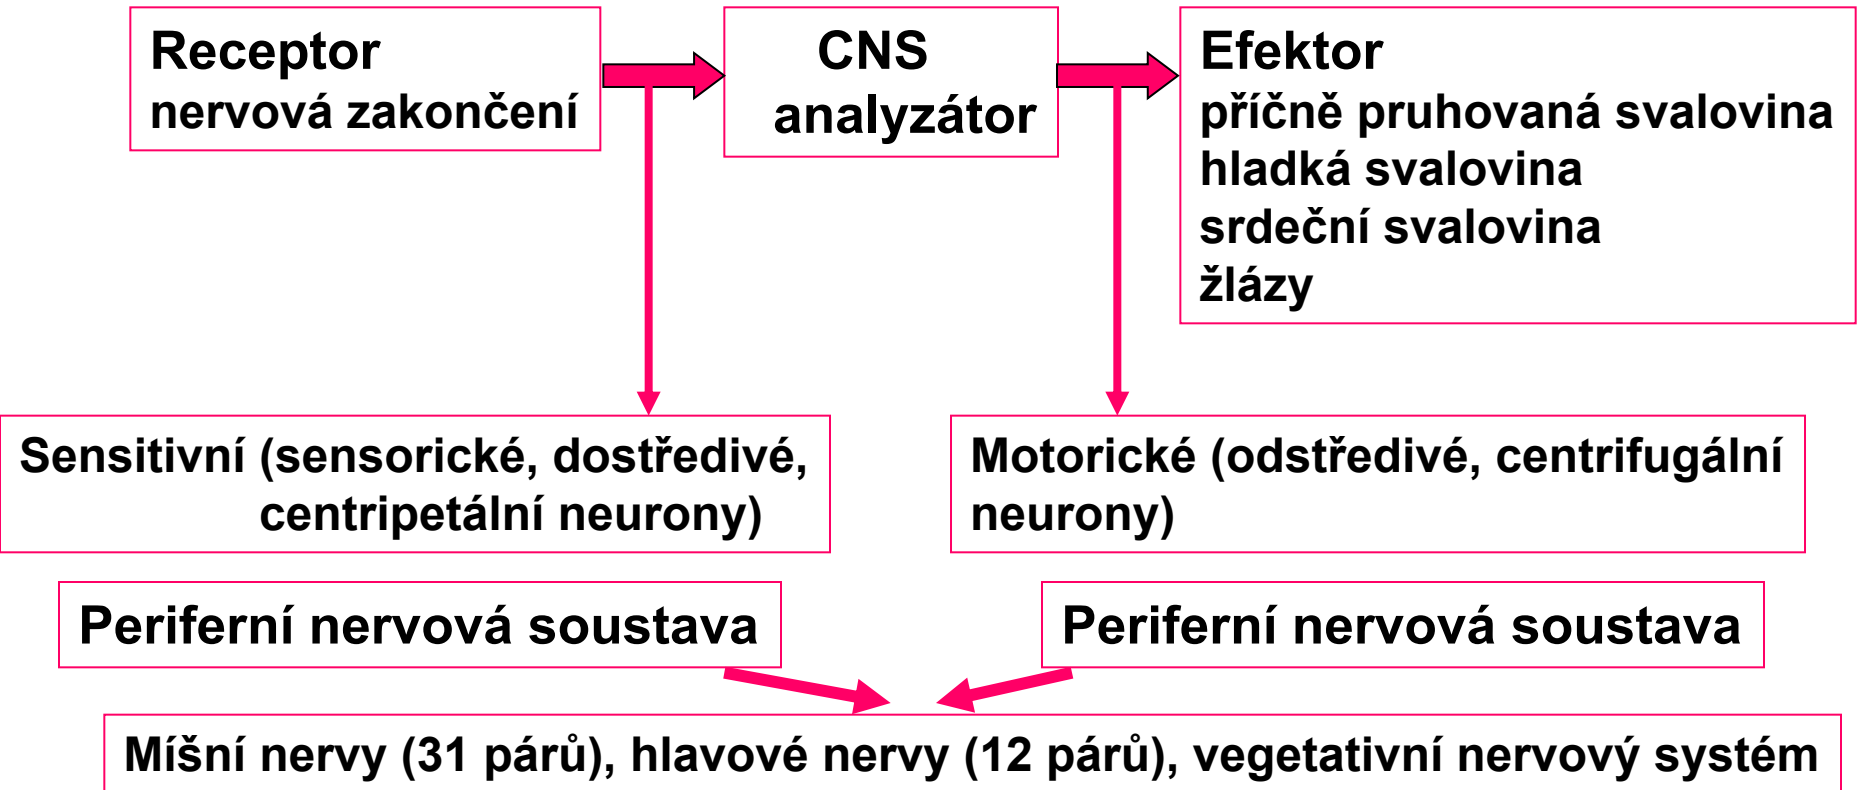 Receptor
nervová zakončení
CNS
analyzátor
Efektor
příčně pruhovaná svalovina
hladká svalovina
srdeční svalovina
žlázy
Sensitivní (sensorické, dostředivé,
centripetální neurony)
Motorické (odstředivé, centrifugální
neurony)
Periferní nervová soustava
Periferní nervová soustava
Míšní nervy (31 párů), hlavové nervy (12 párů), vegetativní nervový systém